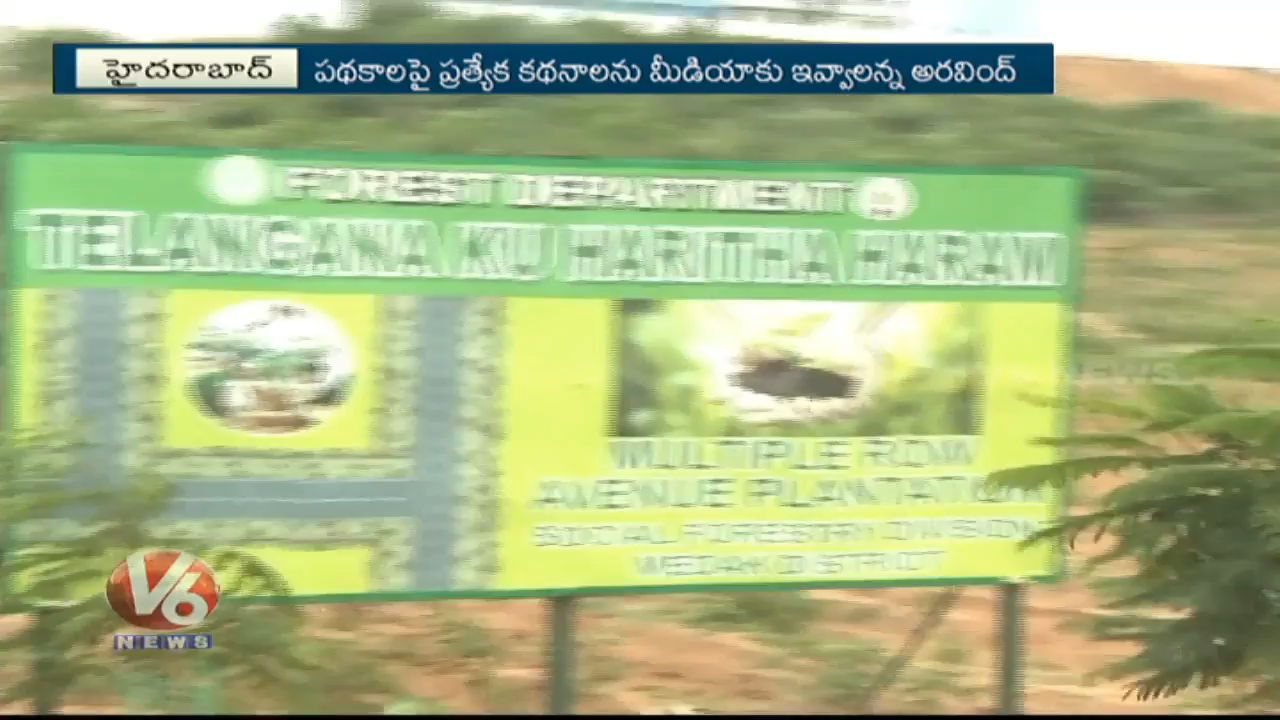 హైదరాబాద్ పథకాలపై ప్రత్యేక కథనాలను మీడియాకు ఇవ్వాలన్న అరవింద్
FOREST DEPARTMENT
TELANGANA KU HARITHA HARAM
MULTIPLE ROW
AVENUE PLANTATION
SOCIAL FORESTRY DIVISION
MEDAK DISTRICT
V6
NEWS